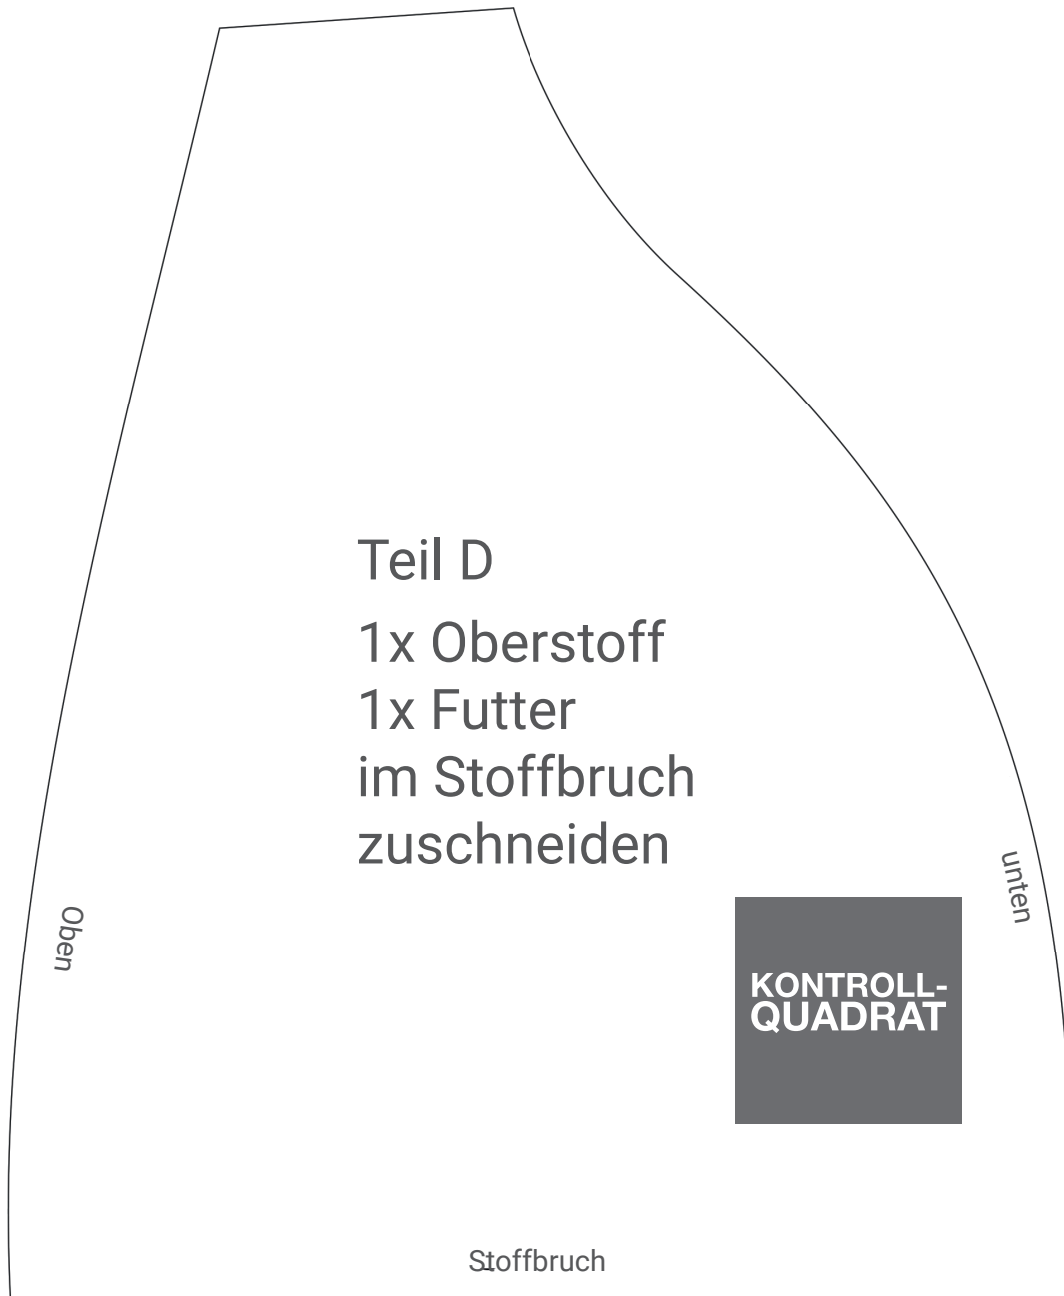 Teil D
1x Oberstoff
1x Futter
im Stoffbruch
zuschneiden
unten
Oben
KONTROLL-
QUADRAT
Stoffbruch